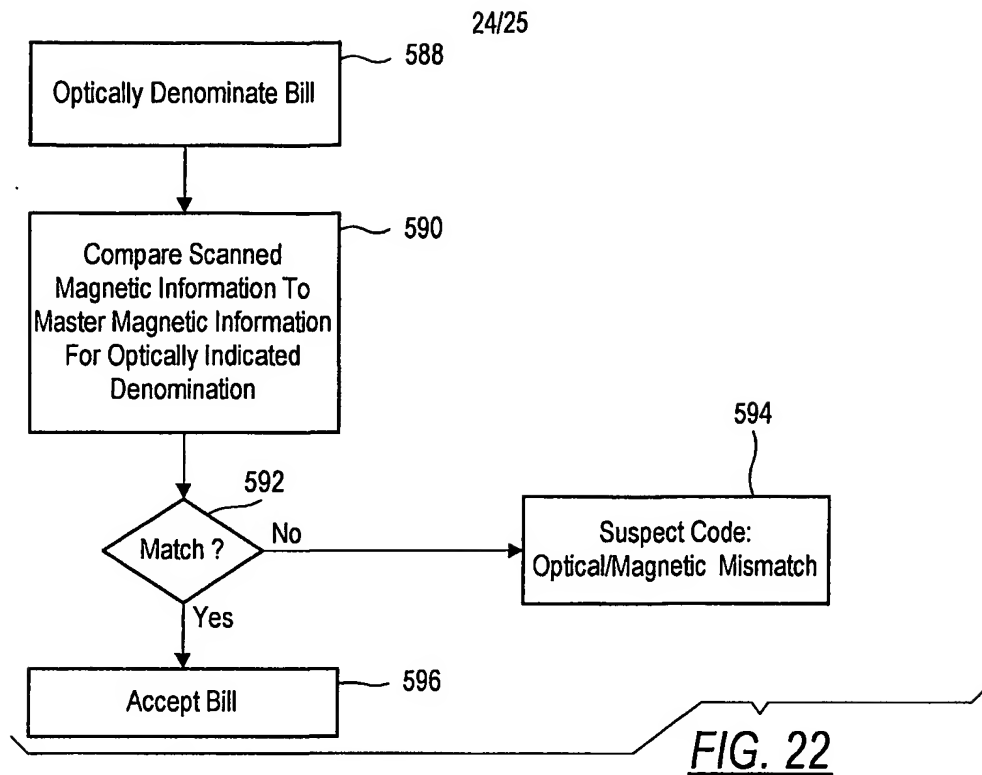 24/25
588
Optically Denominate Bill
590
Compare Scanned
Magnetic Information To
Master Magnetic Information
For Optically Indicated
Denomination
592
Match ?
No
594
Suspect Code:
Optical/Magnetic Mismatch
Yes
Accept Bill
596
FIG. 22